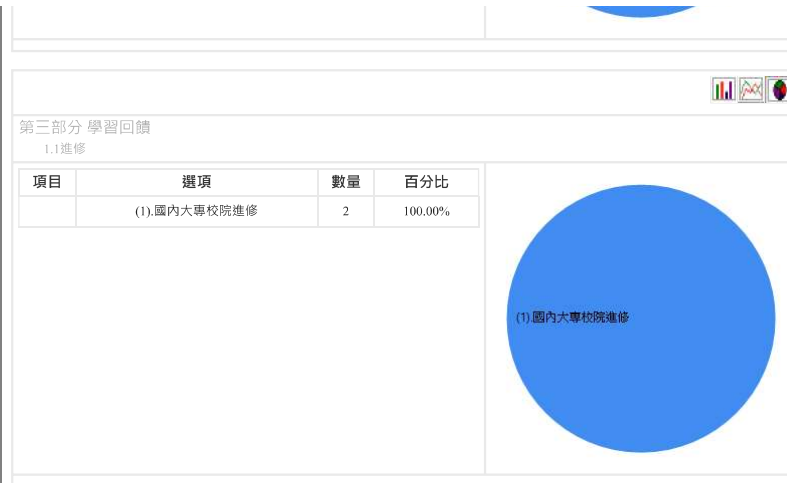 第三部分 學習回饋
1.1進修
項目 選項 數量 百分比
(1).國內大專校院進修 2 100.00%
(1).國內大專校院進修